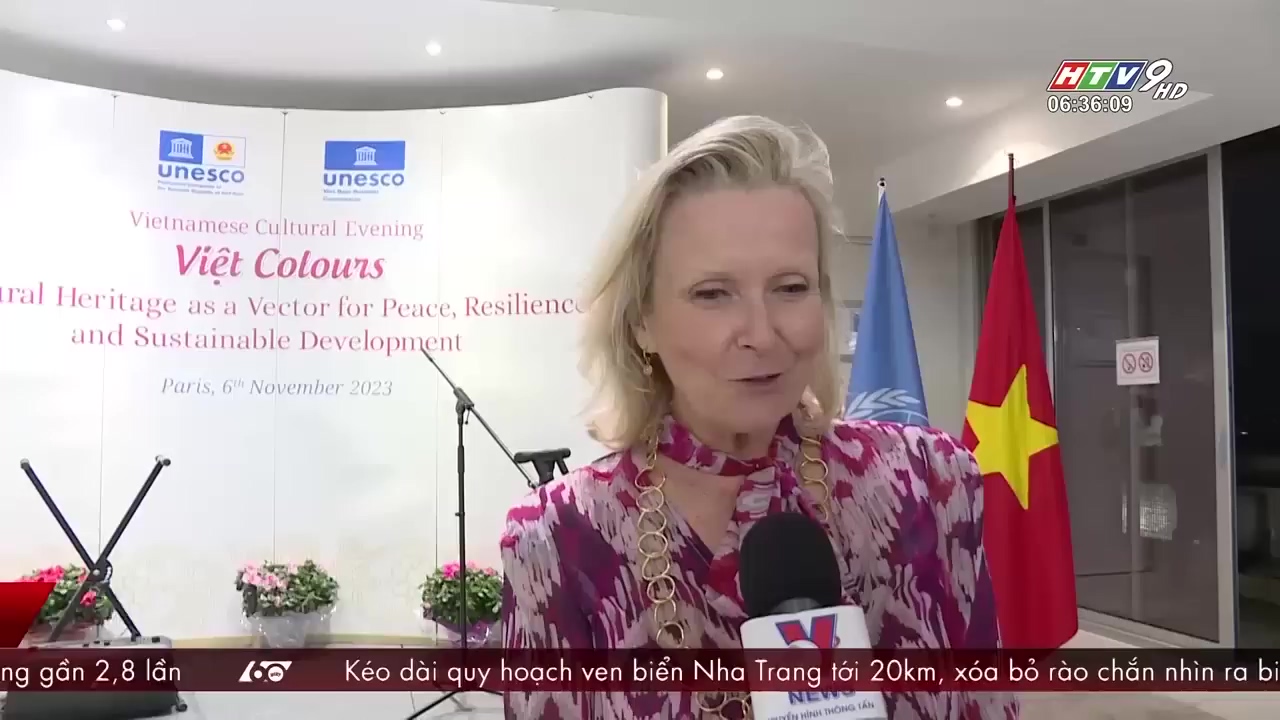 HTV9 HD
06:36:09
unesco
unesco
Vietnamese Cultural Evening
Việt Colours
ural Heritage as a Vector for Peace, Resilience
and Sustainable Development
Paris, 6th November 2023
NEWS
ng gần 2,8 lần
60 giây
Kéo dài quy hoạch ven biển Nha Trang tới 20km, xóa bỏ rào chắn nhìn ra bi